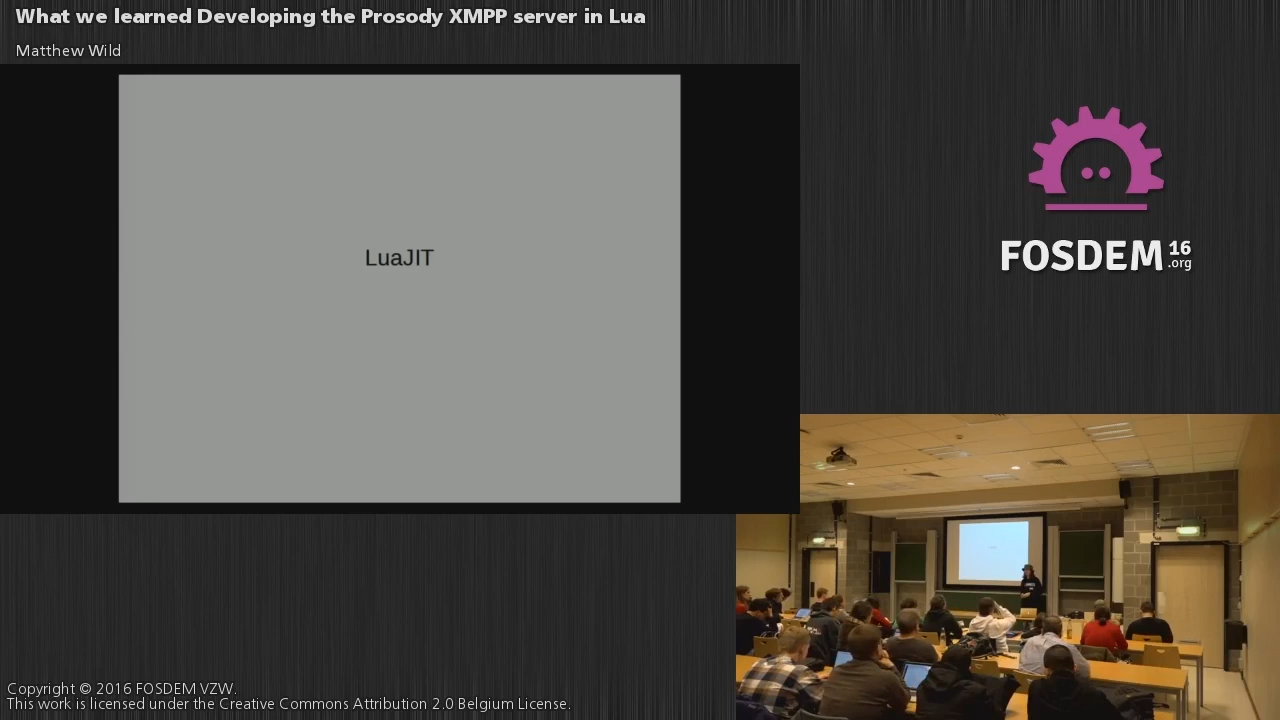 What we learned Developing the Prosody XMPP server in Lua
Matthew Wild
LuaJIT
FOSDEM 16
.org
Copyright © 2016 FOSDEM VZW.
This work is licensed under the Creative Commons Attribution 2.0 Belgium License.